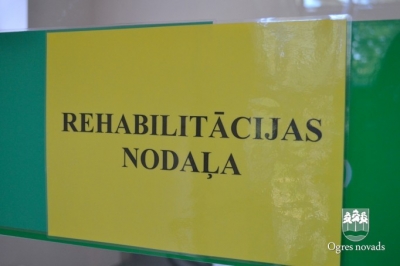 REHABILITĀCIJAS
NODAĻA
Ogres novads